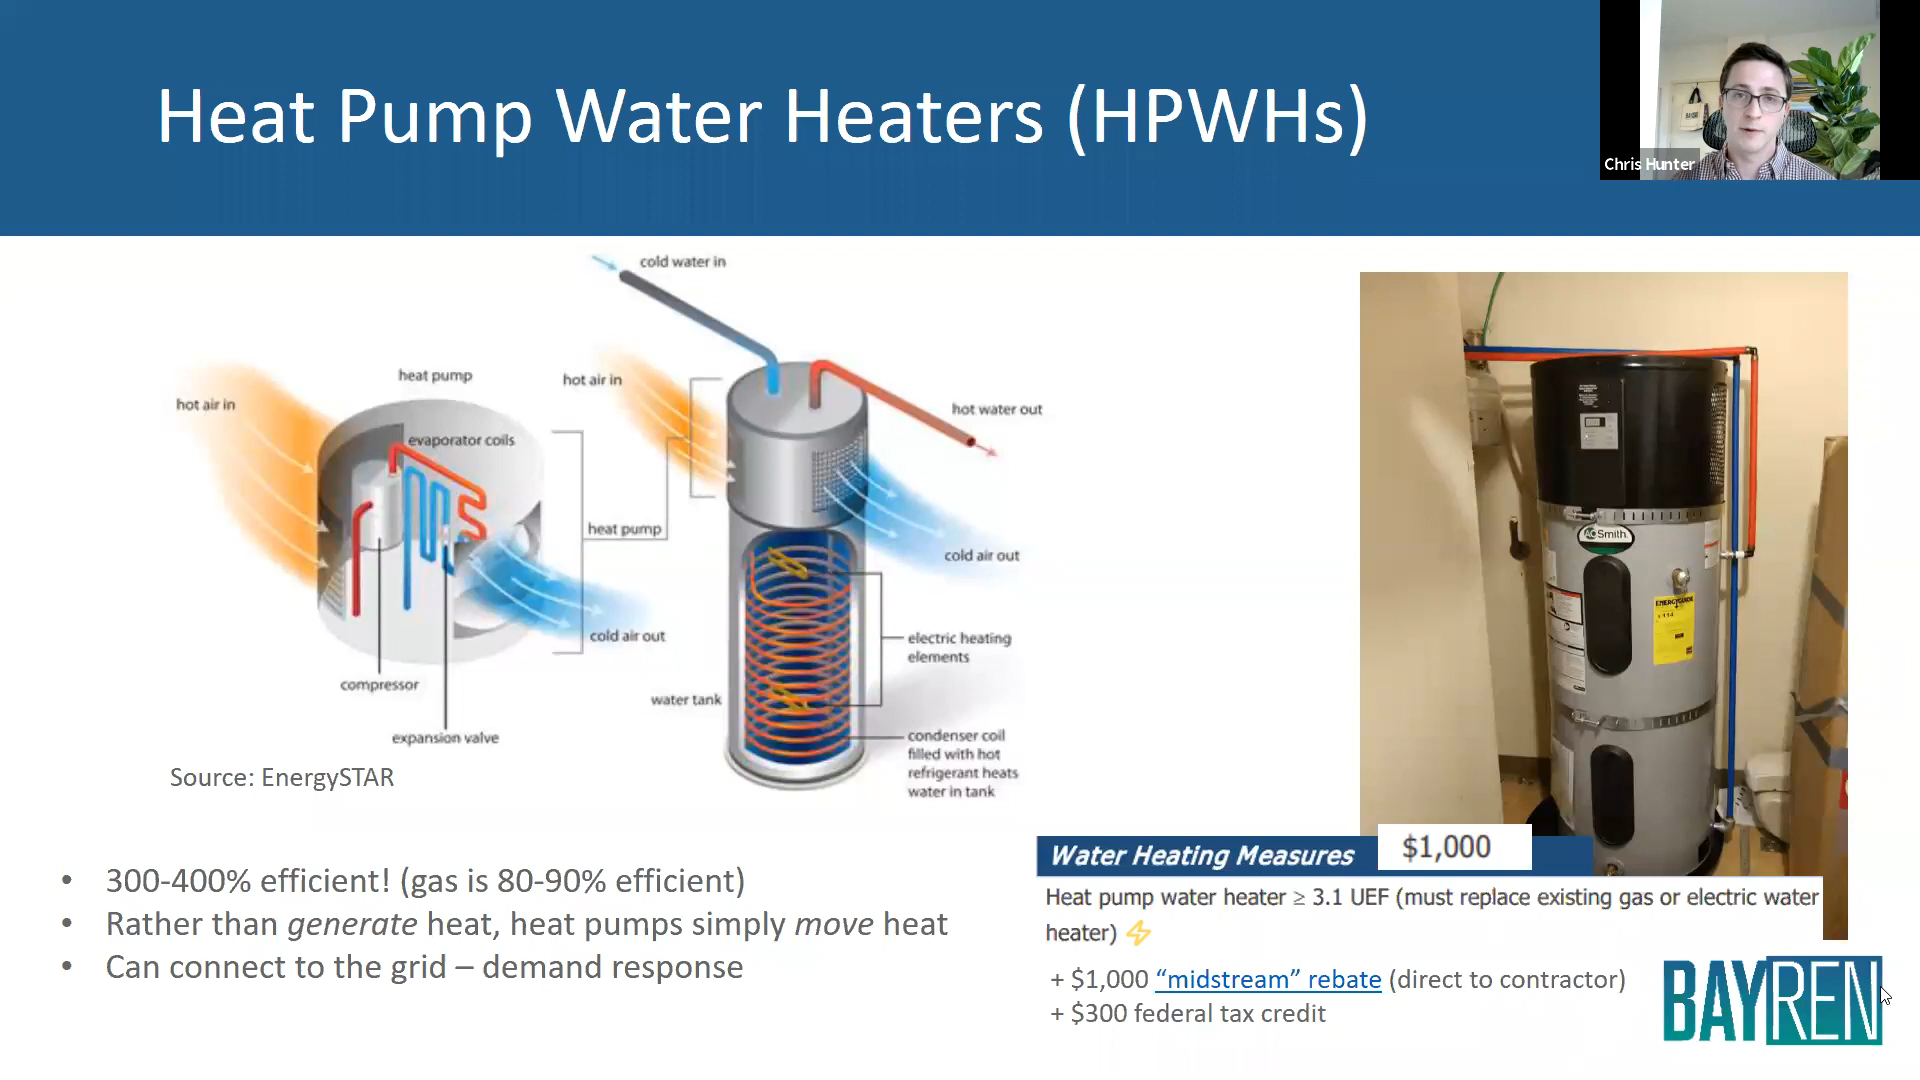 Heat Pump Water Heaters (HPWHs)
Chris Hunter
cold water in
hot air in
heat pump
hot air in
evaporator coils
hot water out
heat pump
cold air out
cold air out
compressor
expansion valve
water tank
electric heating
elements
condenser coil
filled with hot
refrigerant heats
water in tank
Source: EnergySTAR
AO Smith
ENERGYGUIDE
• 300-400% efficient! (gas is 80-90% efficient)
• Rather than generate heat, heat pumps simply move heat
• Can connect to the grid – demand response
Water Heating Measures $1,000
Heat pump water heater ≥ 3.1 UEF (must replace existing gas or electric water
heater)
+ $1,000 “midstream” rebate (direct to contractor)
+ $300 federal tax credit
BAYREN